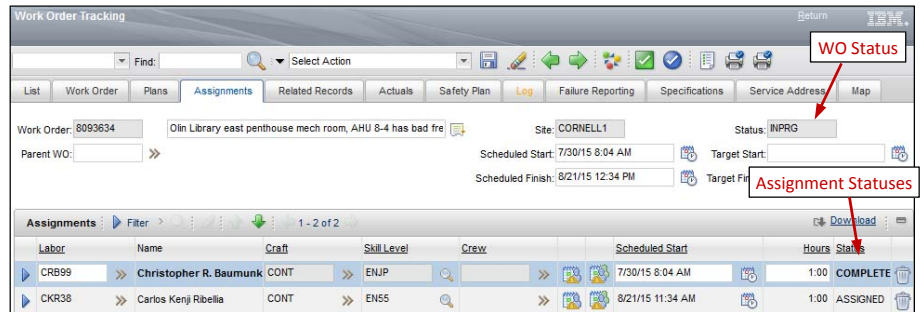 Work Order Tracking Return IBM.
WO Status
Find: Select Action
List Work Order Plans Assignments Related Records Actuals Safety Plan Log Failure Reporting Specifications Service Address Map
Work Order: 8093634 Olin Library east penthouse mech room, AHU 8-4 has bad fre Site: CORNELL1 Status: INPRG
Parent WO: Scheduled Start: 7/30/15 8:04 AM Target Start:
Scheduled Finish: 8/21/15 12:34 PM Target Fin
Assignment Statuses
Assignments Filter 1 - 2 of 2 Download
Labor Name Craft Skill Level Crew Scheduled Start Hours Status
CRB99 Christopher R. Baumunk CONT ENJP 7/30/15 8:04 AM 1:00 COMPLETE
CKR38 Carlos Kenji Ribellia CONT EN55 8/21/15 11:34 AM 1:00 ASSIGNED